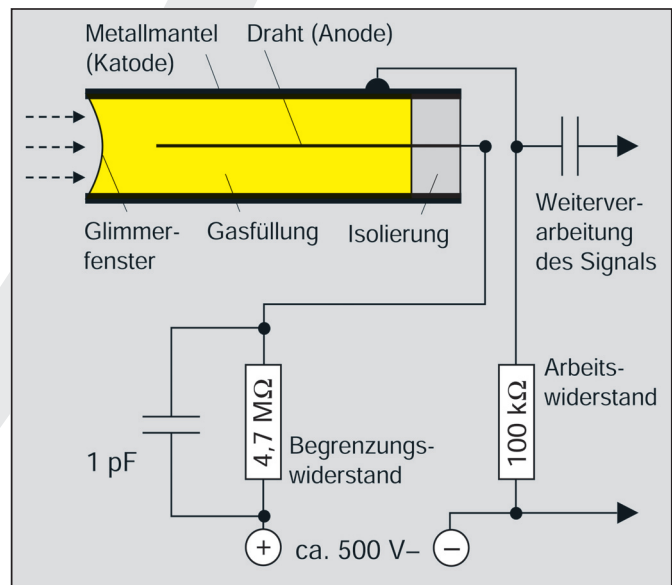 Metallmantel
(Katode)
Draht (Anode)
Glimmer-
fenster
Gasfüllung
Isolierung
Weiterver-
arbeitung
des Signals
1 pF
4,7 MΩ
Begrenzungs-
widerstand
100 kΩ
Arbeits-
widerstand
+ ca. 500 V– −